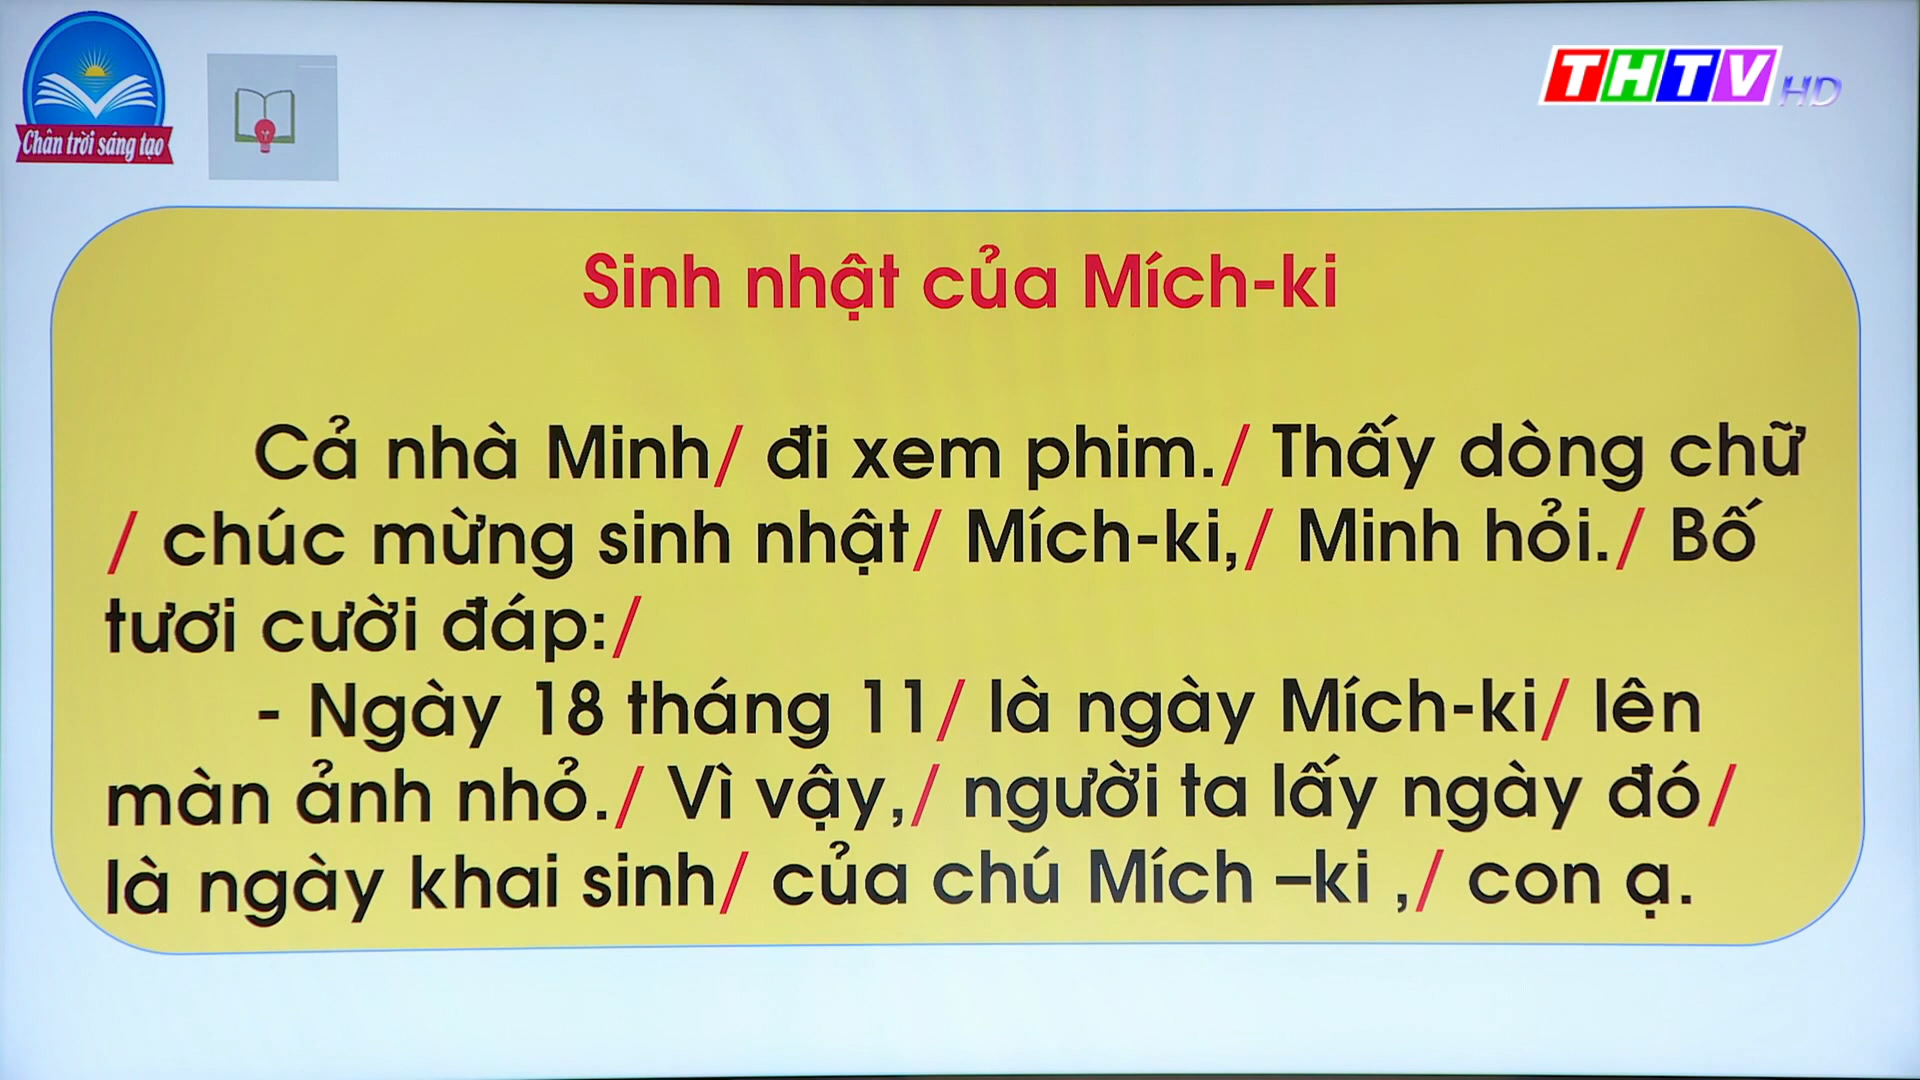 Chân trời sáng tạo
THTV HD
Sinh nhật của Mích-ki
Cả nhà Minh/ đi xem phim./ Thấy dòng chữ
/ chúc mừng sinh nhật/ Mích-ki,/ Minh hỏi./ Bố
tươi cười đáp:/
- Ngày 18 tháng 11/ là ngày Mích-ki/ lên
màn ảnh nhỏ./ Vì vậy,/ người ta lấy ngày đó/
là ngày khai sinh/ của chú Mích –ki ,/ con ạ.